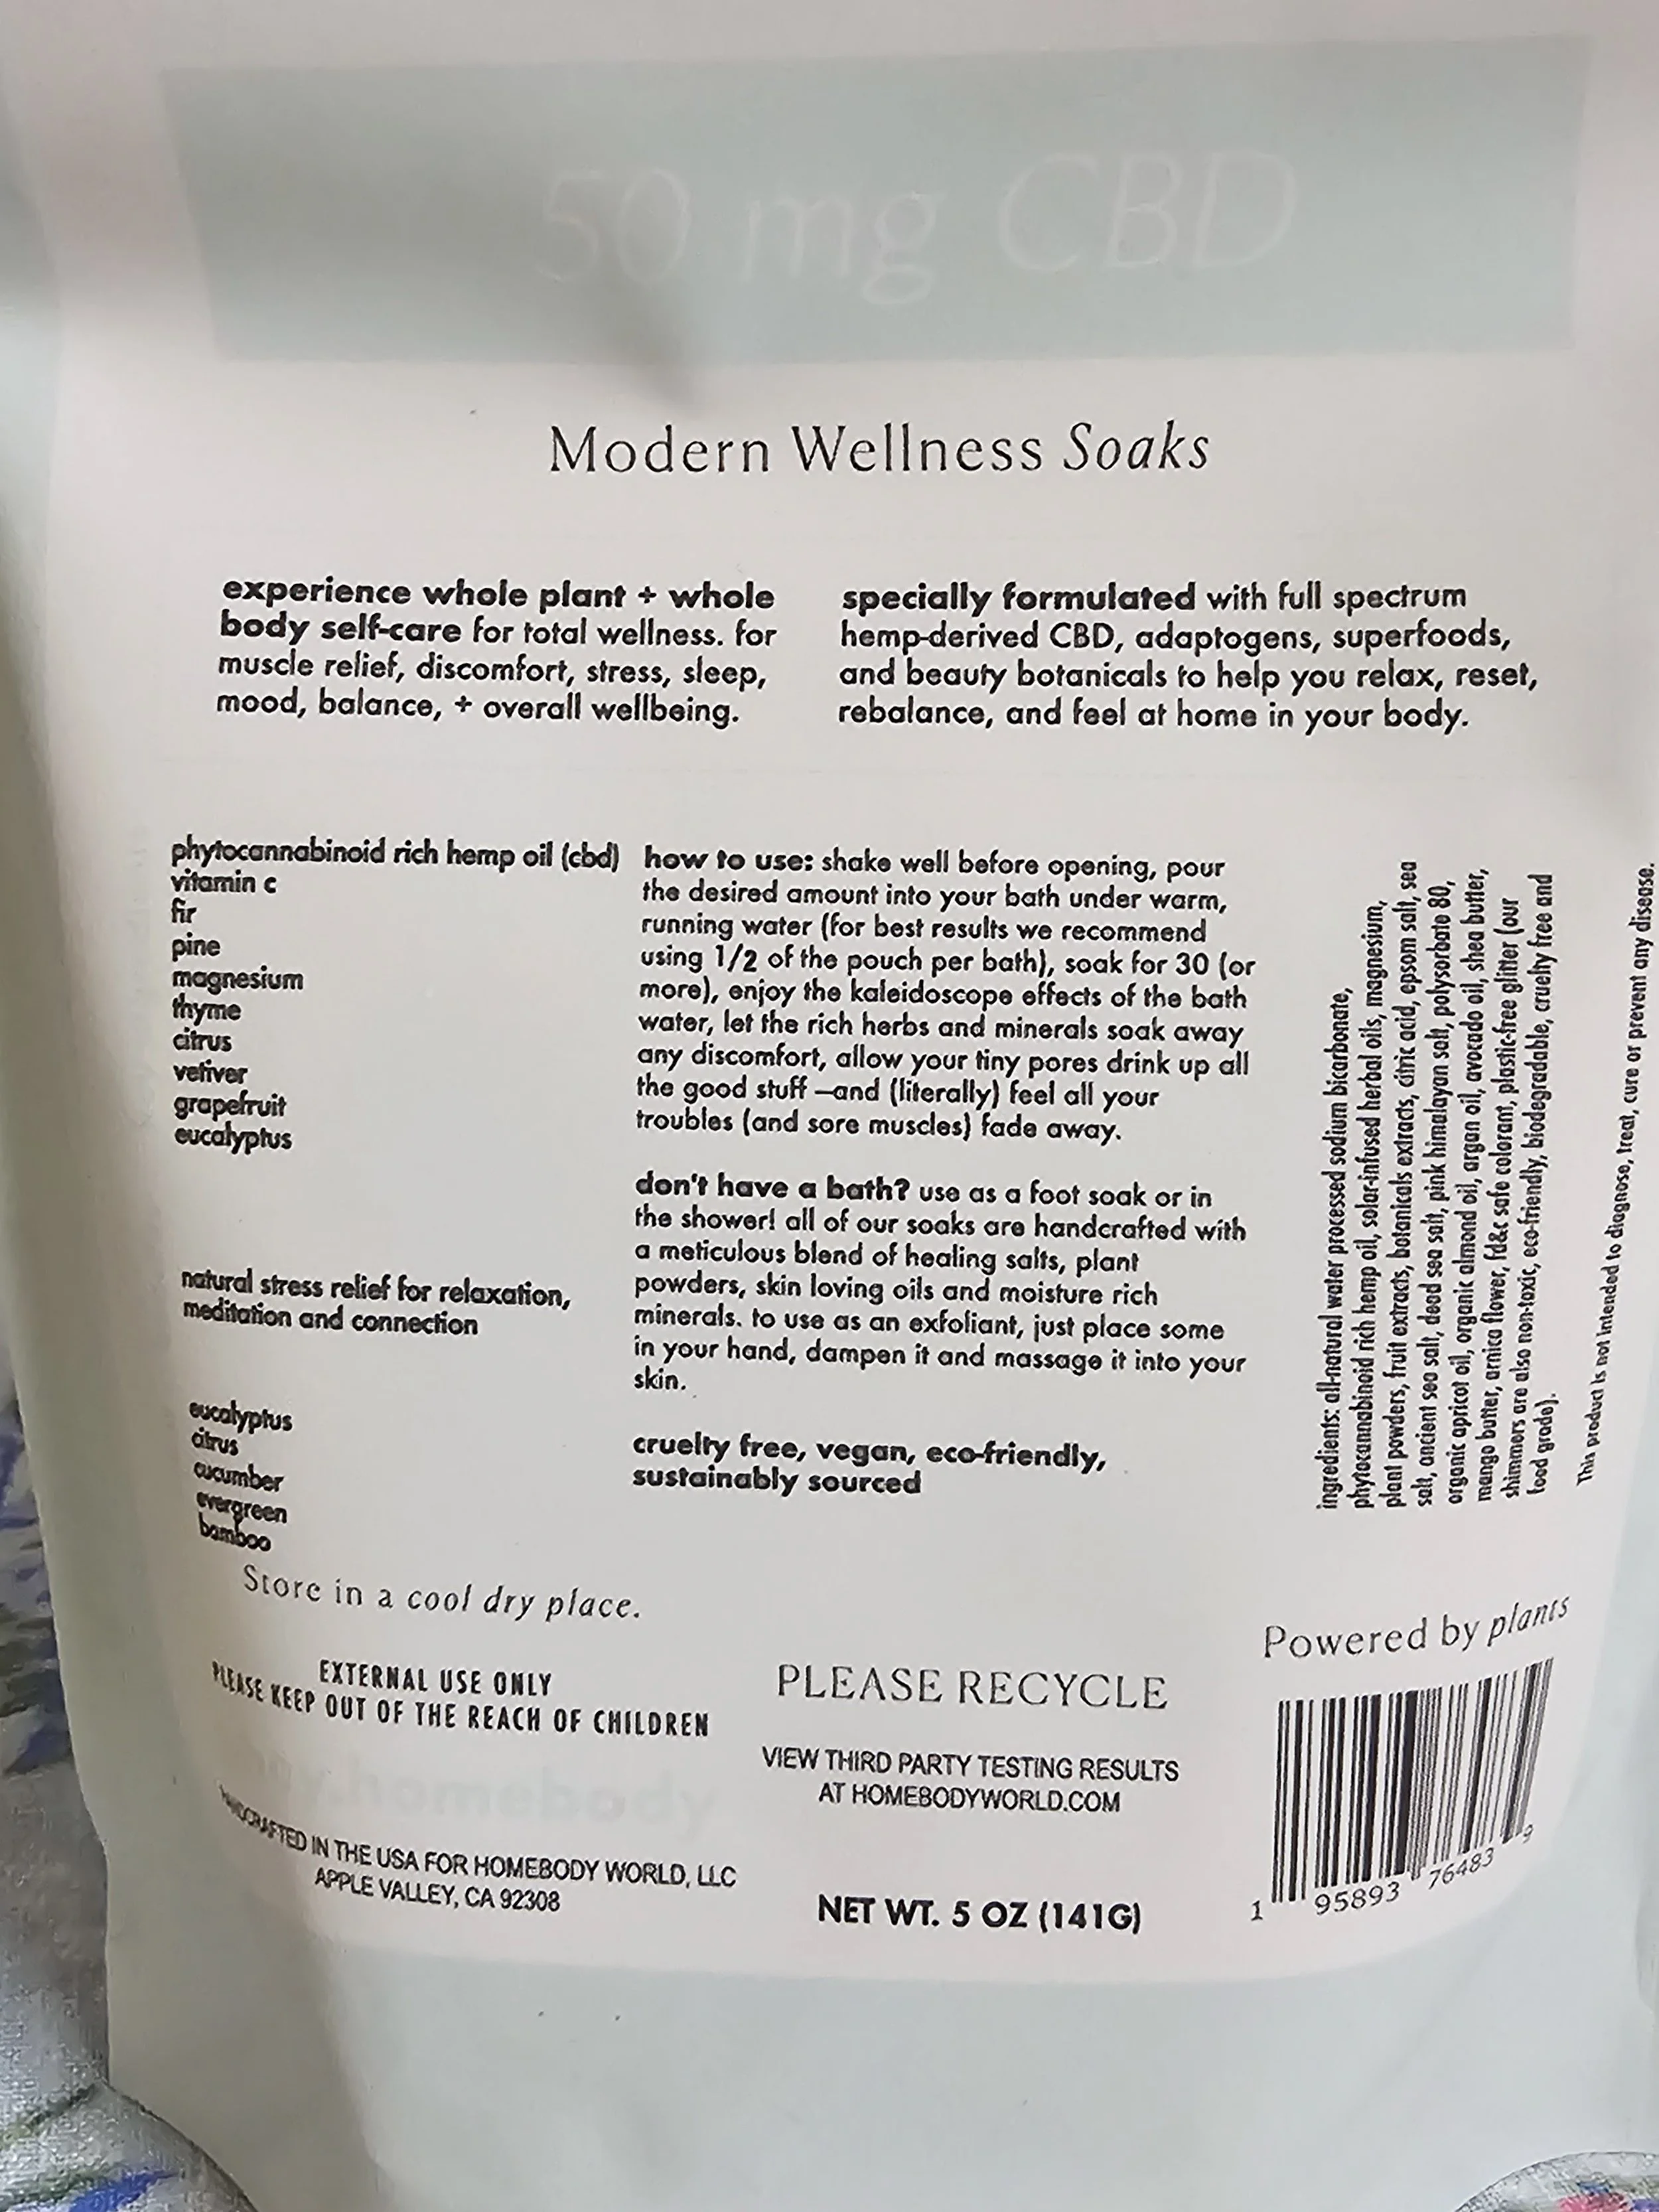 50 mg CBD
Modern Wellness Soaks
experience whole plant + whole
body self-care for total wellness. for
muscle relief, discomfort, stress, sleep,
mood, balance, + overall wellbeing.
specially formulated with full spectrum
hemp-derived CBD, adaptogens, superfoods,
and beauty botanicals to help you relax, reset,
rebalance, and feel at home in your body.
phytocannabinoid rich hemp oil (cbd)
vitamin c
fir
pine
magnesium
thyme
citrus
vetiver
grapefruit
eucalyptus
natural stress relief for relaxation,
meditation and connection
eucalyptus
citrus
cucumber
evergreen
bamboo
how to use: shake well before opening, pour
the desired amount into your bath under warm,
running water (for best results we recommend
using 1/2 of the pouch per bath), soak for 30 (or
more), enjoy the kaleidoscope effects of the bath
water, let the rich herbs and minerals soak away
any discomfort, allow your tiny pores drink up all
the good stuff —and (literally) feel all your
troubles (and sore muscles) fade away.
don't have a bath? use as a foot soak or in
the shower! all of our soaks are handcrafted with
a meticulous blend of healing salts, plant
powders, skin loving oils and moisture rich
minerals. to use as an exfoliant, just place some
in your hand, dampen it and massage it into your
skin.
cruelty free, vegan, eco-friendly,
sustainably sourced
ingredients: all-natural water processed sodium bicarbonate,
phytocannabinoid rich hemp oil, solar-infused herbal oils, magnesium,
plant powders, fruit extracts, botanicals extracts, citric acid, epsom salt, sea
salt, ancient sea salt, dead sea salt, pink himalayan salt, polysorbate 80,
organic apricot oil, organic almond oil, argan oil, avocado oil, shea butter,
mango butter, arnica flower, fd&c safe colorant, plastic-free glitter (our
shimmers are also non-toxic, eco-friendly, biodegradable, cruelty free and
food grade).
This product is not intended to diagnose, treat, cure or prevent any disease.
Store in a cool dry place.
EXTERNAL USE ONLY
PLEASE KEEP OUT OF THE REACH OF CHILDREN
homebody
HANDCRAFTED IN THE USA FOR HOMEBODY WORLD, LLC
APPLE VALLEY, CA 92308
PLEASE RECYCLE
VIEW THIRD PARTY TESTING RESULTS
AT HOMEBODYWORLD.COM
NET WT. 5 OZ (141G)
Powered by plants
1 95893 76483 9